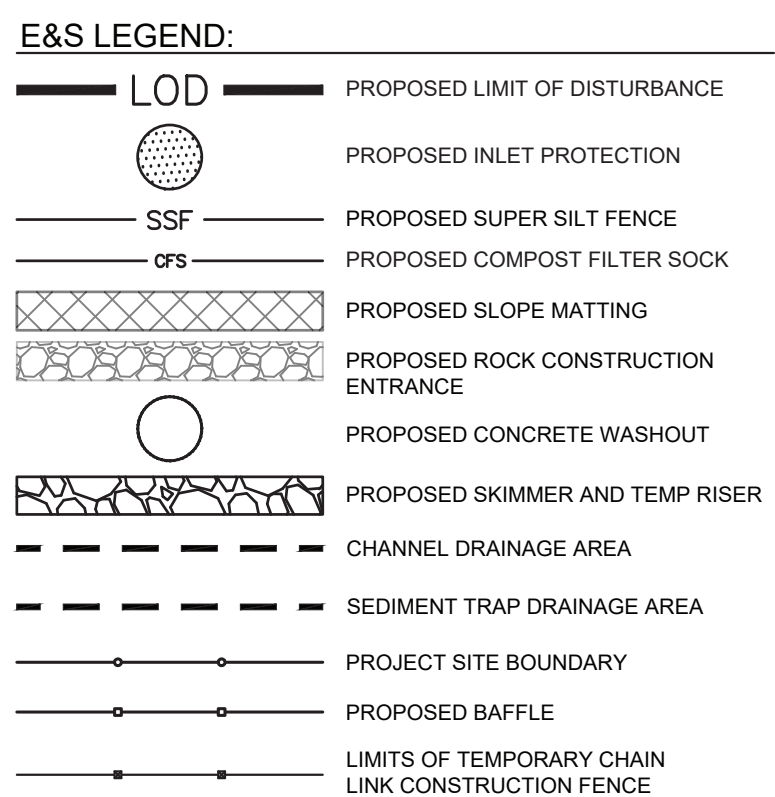 E&S LEGEND:
LOD PROPOSED LIMIT OF DISTURBANCE
PROPOSED INLET PROTECTION
SSF PROPOSED SUPER SILT FENCE
CFS PROPOSED COMPOST FILTER SOCK
PROPOSED SLOPE MATTING
PROPOSED ROCK CONSTRUCTION
ENTRANCE
PROPOSED CONCRETE WASHOUT
PROPOSED SKIMMER AND TEMP RISER
CHANNEL DRAINAGE AREA
SEDIMENT TRAP DRAINAGE AREA
PROJECT SITE BOUNDARY
PROPOSED BAFFLE
LIMITS OF TEMPORARY CHAIN
LINK CONSTRUCTION FENCE